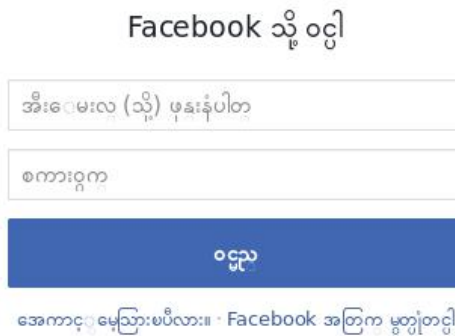 Facebook သို့ ဝင်ပါ
အီးေမးလ (သို့) ဖုနးနံပါတ
စကားဝှက
ဝငမည
အေကာင့ မေ့သြားၿပီလား။ · Facebook အတြက မွတပုံတငပါ